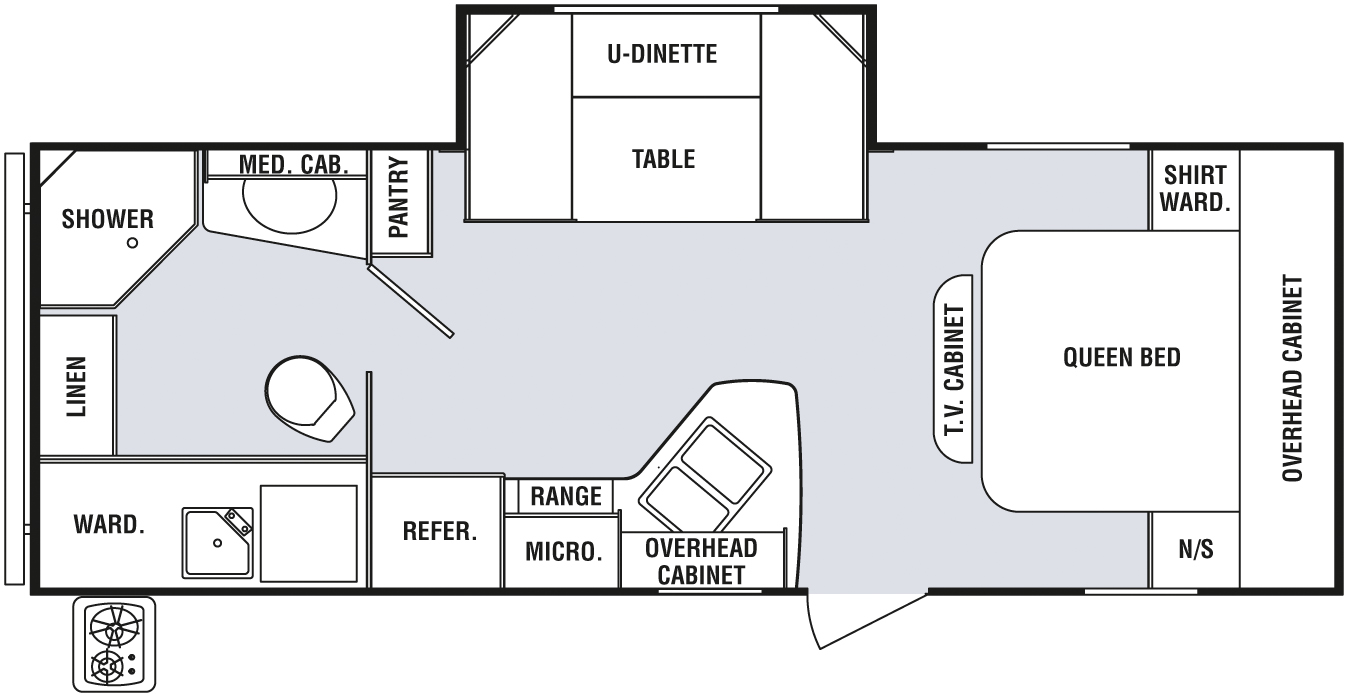 U-DINETTE
TABLE
MED. CAB.
PANTRY
SHOWER
SHIRT
WARD.
LINEN
T.V. CABINET
QUEEN BED
OVERHEAD CABINET
WARD.
REFER.
RANGE
MICRO.
OVERHEAD
CABINET
N/S